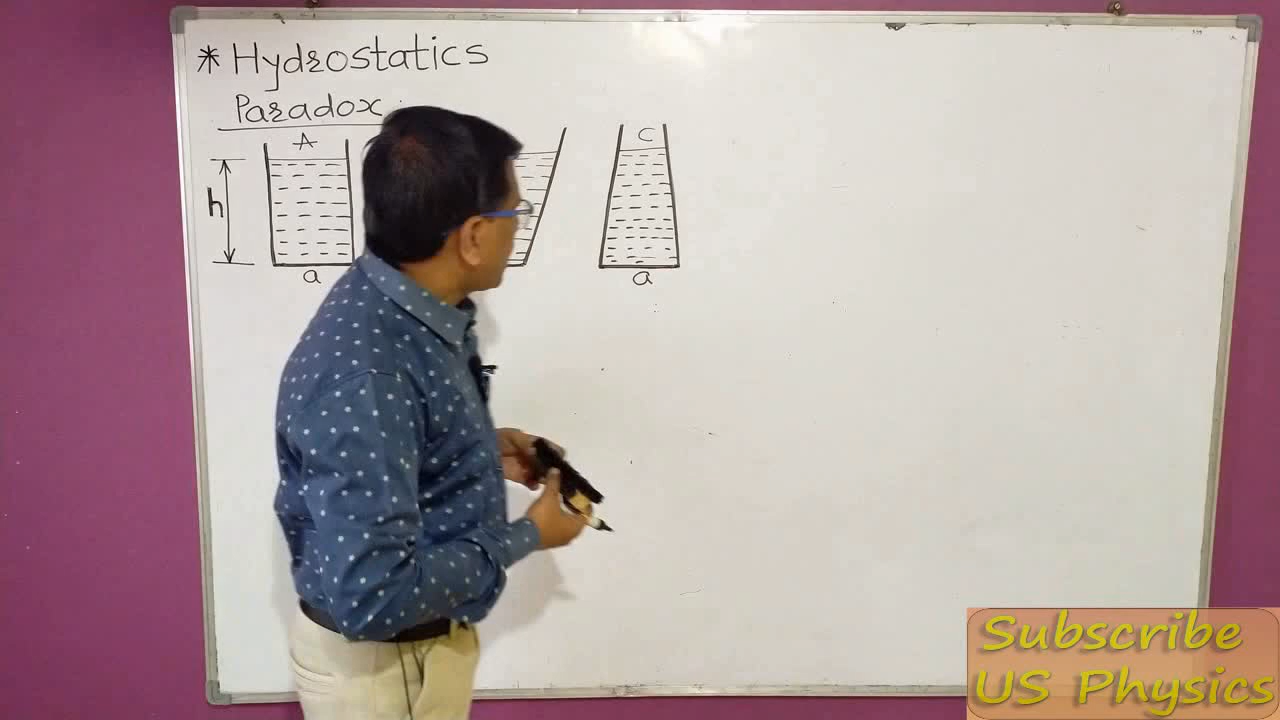 * Hydrostatics
Paradox
A
C
h
a
a
Subscribe
US Physics